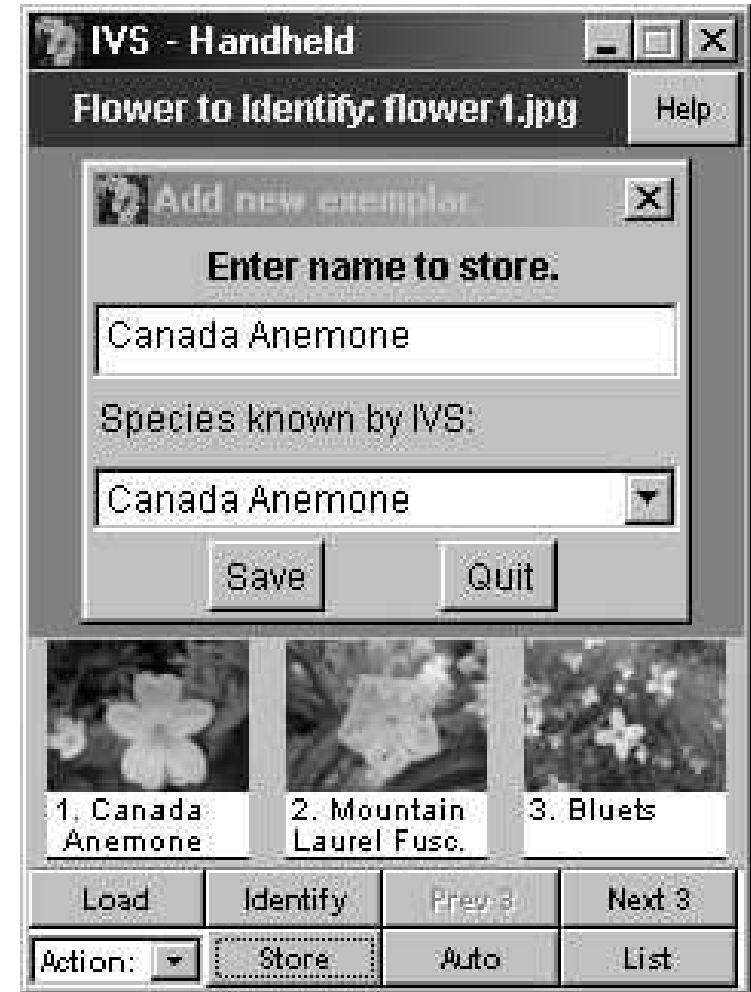 IVS - Handheld
Flower to Identify: flower1.jpg
Help
Add new exemplar.
Enter name to store.
Canada Anemone
Species known by IVS:
Canada Anemone
Save Quit
1. Canada
Anemone
2. Mountain
Laurel Fusc.
3. Bluets
Load Identify Prev 3 Next 3
Action: Store Auto List